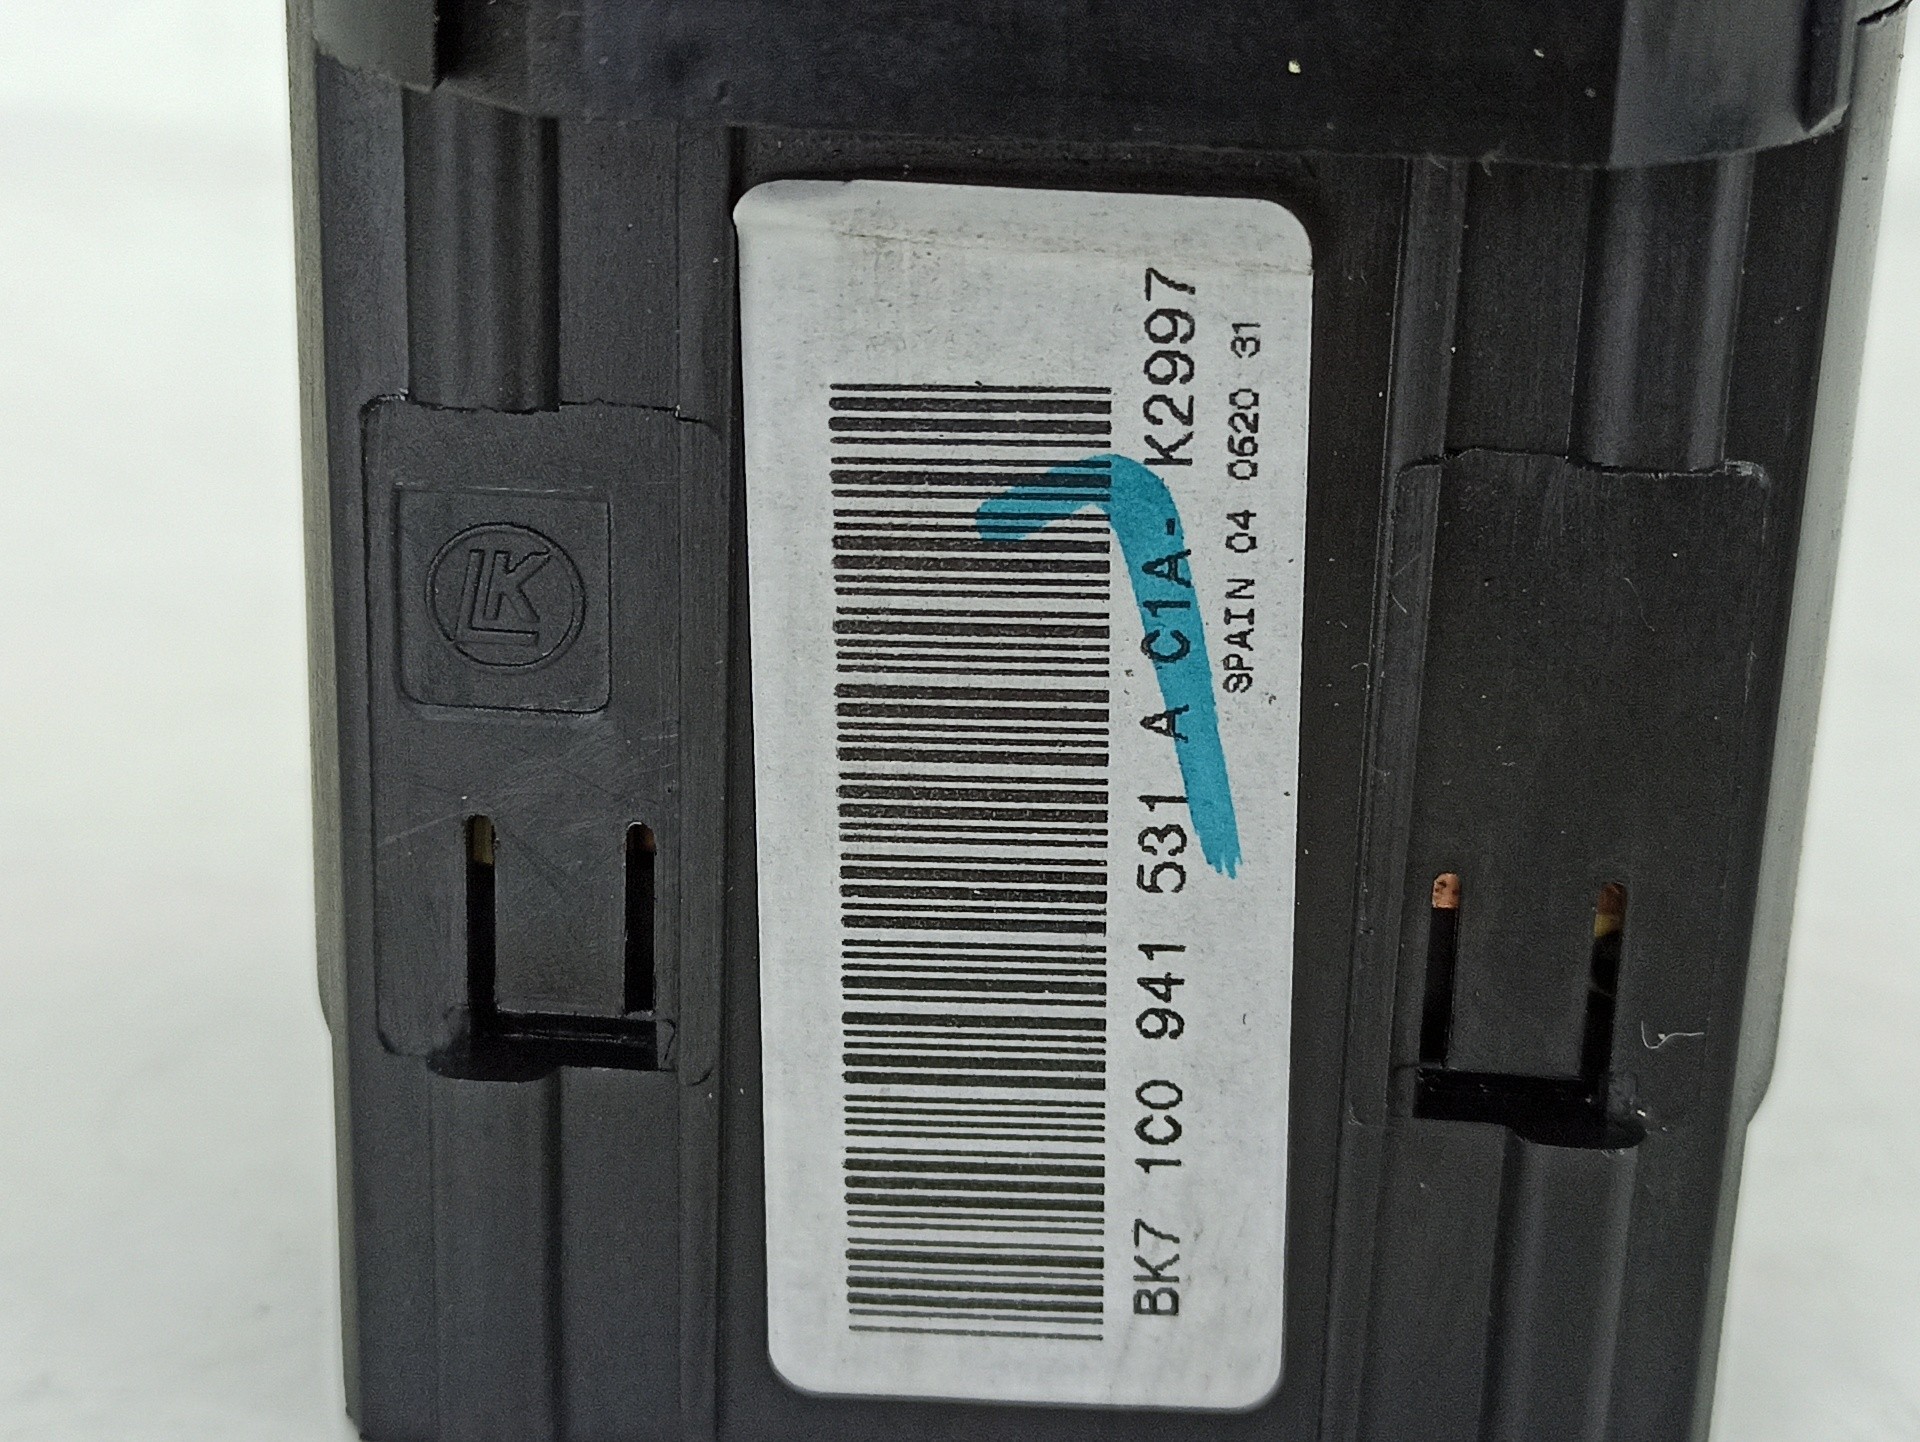 LK
BK7 1C0 941 531 A C1A- K2997
SPAIN 04 0620 31